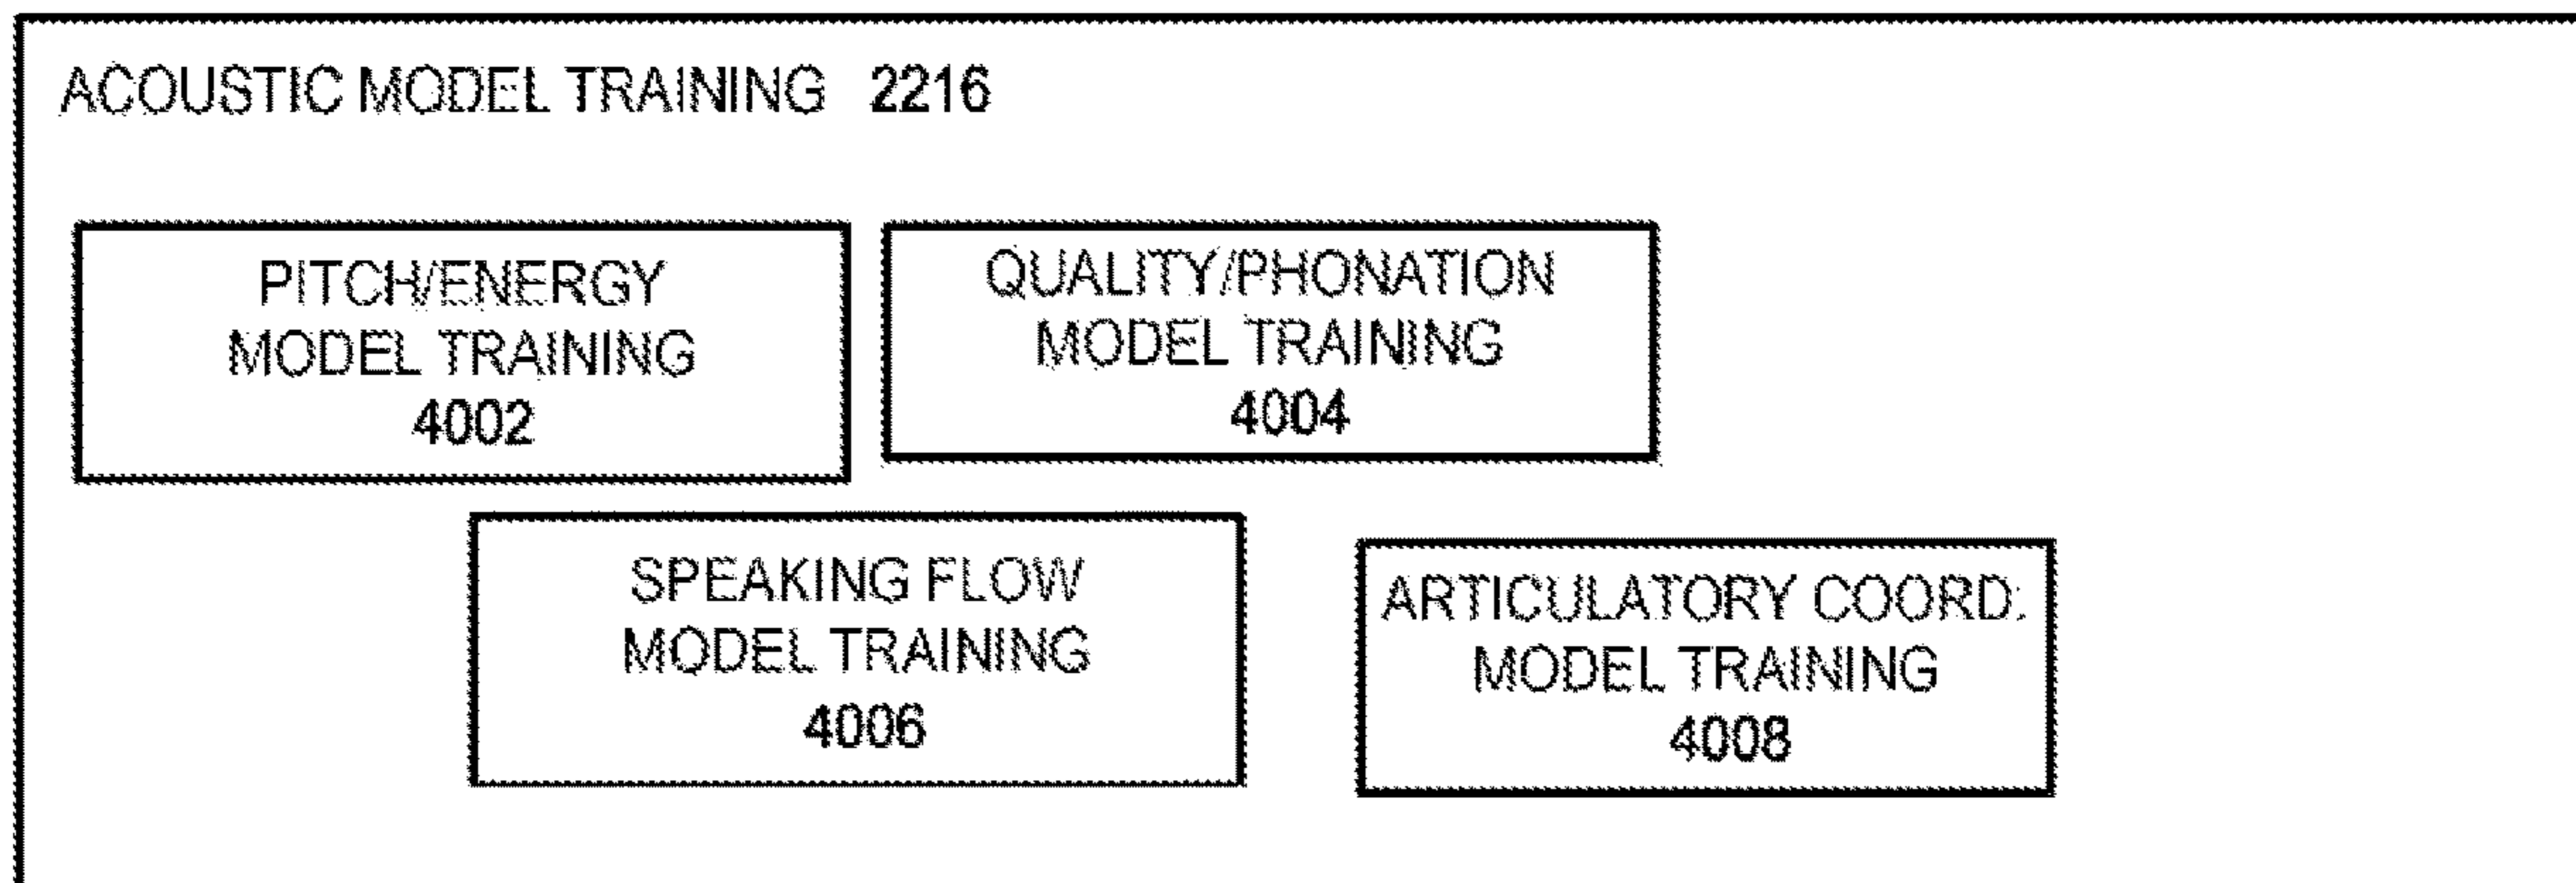 ACOUSTIC MODEL TRAINING 2216
PITCH/ENERGY
MODEL TRAINING
4002
QUALITY/PHONATION
MODEL TRAINING
4004
SPEAKING FLOW
MODEL TRAINING
4006
ARTICULATORY COORD.
MODEL TRAINING
4008